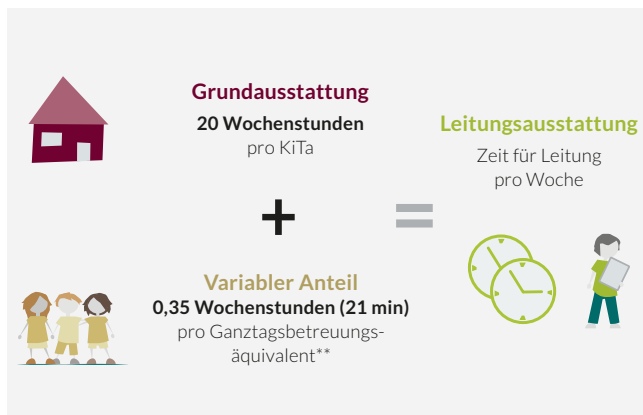 Grundausstattung
20 Wochenstunden
pro KiTa
+
Variabler Anteil
0,35 Wochenstunden (21 min)
pro Ganztagsbetreuungs-
äquivalent**
=
Leitungsausstattung
Zeit für Leitung
pro Woche